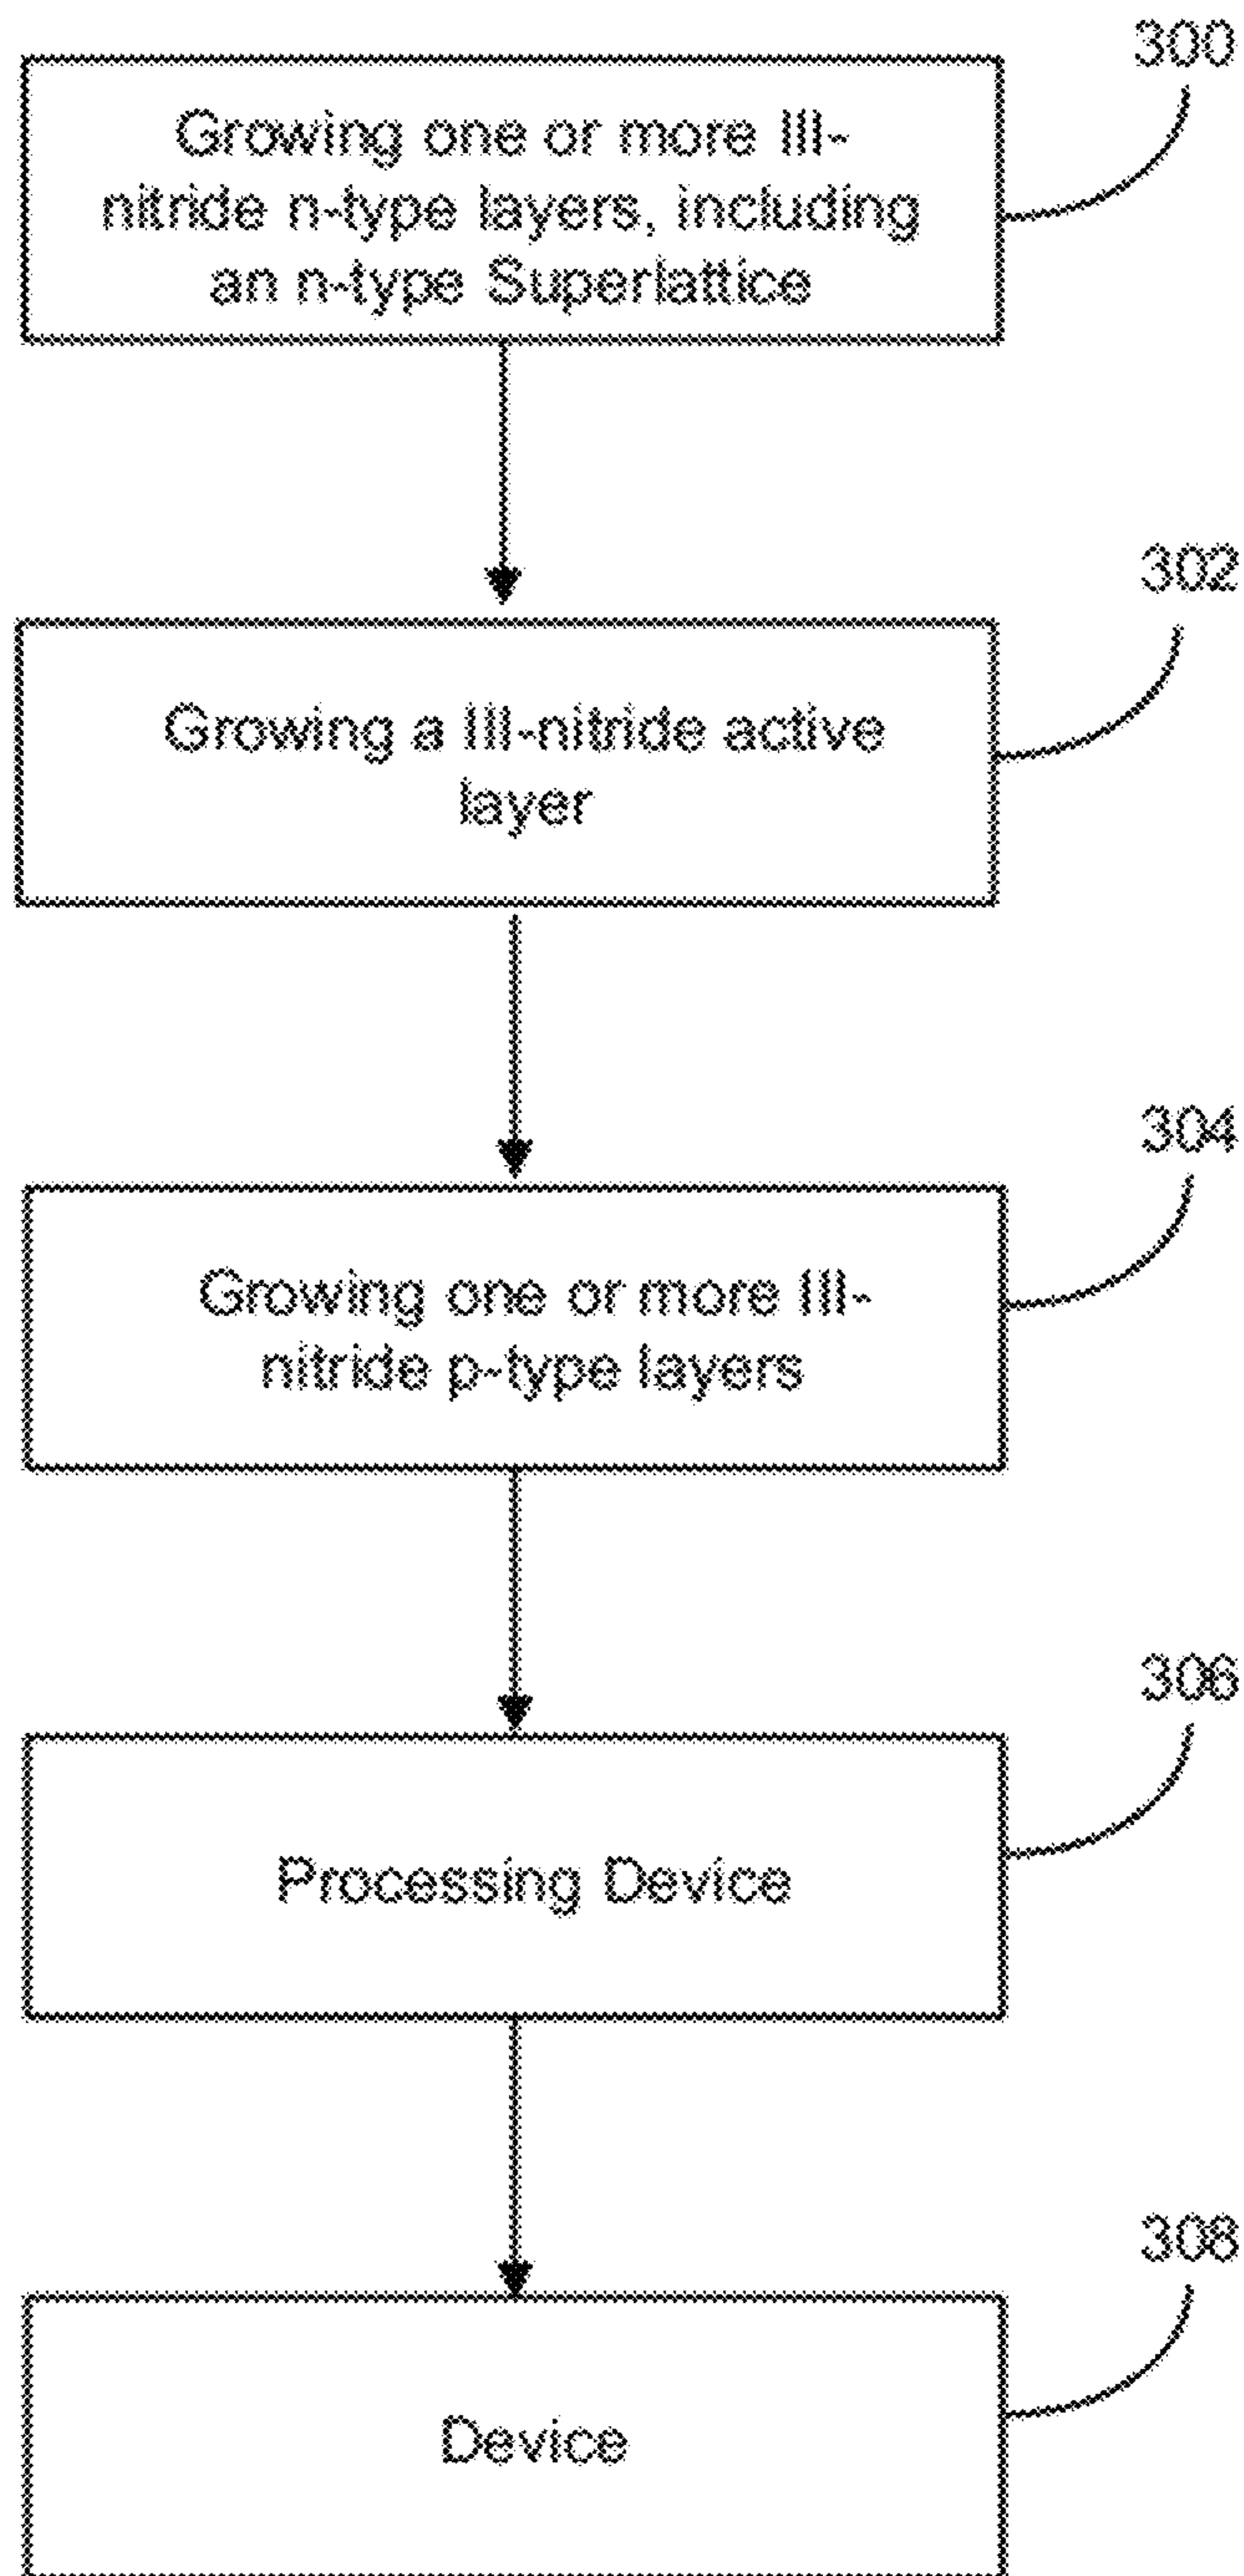 300
Growing one or more III-
nitride n-type layers, including
an n-type Superlattice
302
Growing a III-nitride active
layer
304
Growing one or more III-
nitride p-type layers
306
Processing Device
308
Device